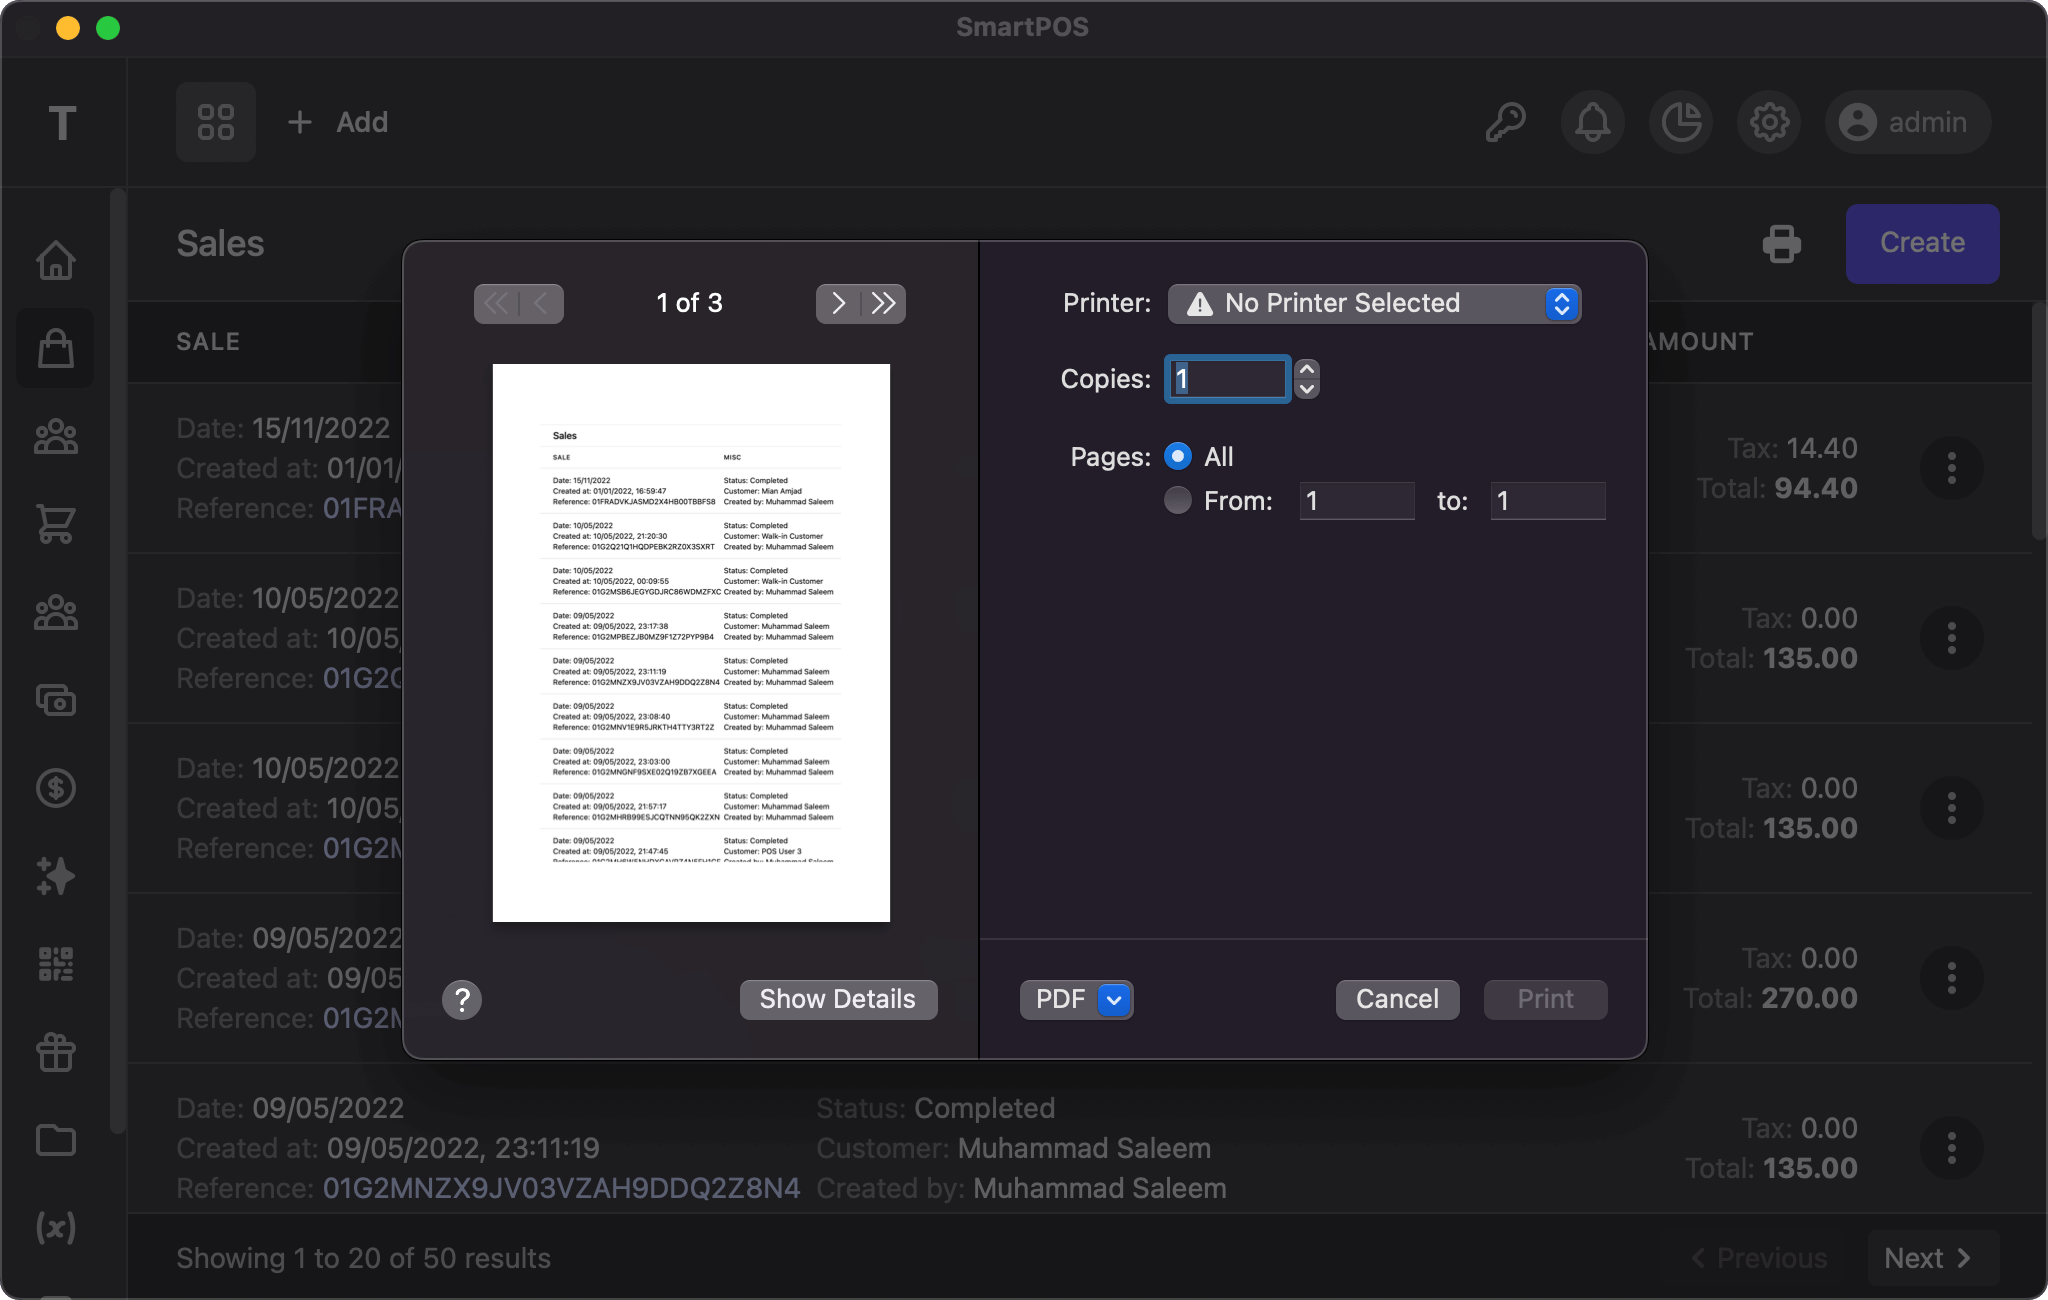 SmartPOS
T
+ Add
admin
Sales
Create
SALE
AMOUNT
Date: 15/11/2022
Created at: 01/01/
Reference: 01FRA
Tax: 14.40
Total: 94.40
Date: 10/05/2022
Created at: 10/05
Reference: 01G2Q
Tax: 0.00
Total: 135.00
Date: 10/05/2022
Created at: 10/05
Reference: 01G2M
Tax: 0.00
Total: 135.00
Date: 09/05/2022
Created at: 09/05
Reference: 01G2M
Tax: 0.00
Total: 270.00
Date: 09/05/2022
Status: Completed
Created at: 09/05/2022, 23:11:19
Customer: Muhammad Saleem
Reference: 01G2MNZX9JV03VZAH9DDQ2Z8N4
Created by: Muhammad Saleem
Tax: 0.00
Total: 135.00
(x)
Showing 1 to 20 of 50 results
Previous
Next
1 of 3
Sales
SALE MISC
Date: 15/11/2022 Status: Completed
Created at: 01/01/2022, 16:59:47 Customer: Mian Amjad
Reference: 01FRADVKJASMD2X4HB00TBBFS8 Created by: Muhammad Saleem
Date: 10/05/2022 Status: Completed
Created at: 10/05/2022, 21:20:30 Customer: Walk-in Customer
Reference: 01G2Q21Q1HQDPEBK2RZ0X3SXRT Created by: Muhammad Saleem
Date: 10/05/2022 Status: Completed
Created at: 10/05/2022, 00:09:55 Customer: Walk-in Customer
Reference: 01G2MSB6JEGYGDJRC86WDMZFXC Created by: Muhammad Saleem
Date: 09/05/2022 Status: Completed
Created at: 09/05/2022, 23:17:38 Customer: Muhammad Saleem
Reference: 01G2MPBEZJB0MZ9F1Z72PYP9B4 Created by: Muhammad Saleem
Date: 09/05/2022 Status: Completed
Created at: 09/05/2022, 23:11:19 Customer: Muhammad Saleem
Reference: 01G2MNZX9JV03VZAH9DDQ2Z8N4 Created by: Muhammad Saleem
Date: 09/05/2022 Status: Completed
Created at: 09/05/2022, 23:08:40 Customer: Muhammad Saleem
Reference: 01G2MNV1E9R5JRKTH4TTY3RT2Z Created by: Muhammad Saleem
Date: 09/05/2022 Status: Completed
Created at: 09/05/2022, 23:03:00 Customer: Muhammad Saleem
Reference: 01G2MNGNF9SXE02Q19ZB7XGEEA Created by: Muhammad Saleem
Date: 09/05/2022 Status: Completed
Created at: 09/05/2022, 21:57:17 Customer: Muhammad Saleem
Reference: 01G2MHRB99ESJCQTNN95QK2ZXN Created by: Muhammad Saleem
Date: 09/05/2022 Status: Completed
Created at: 09/05/2022, 21:47:45 Customer: POS User 3
Reference: Created by: Muhammad Saleem
?
Show Details
Printer: No Printer Selected
Copies: 1
Pages: All
From: 1 to: 1
PDF
Cancel
Print